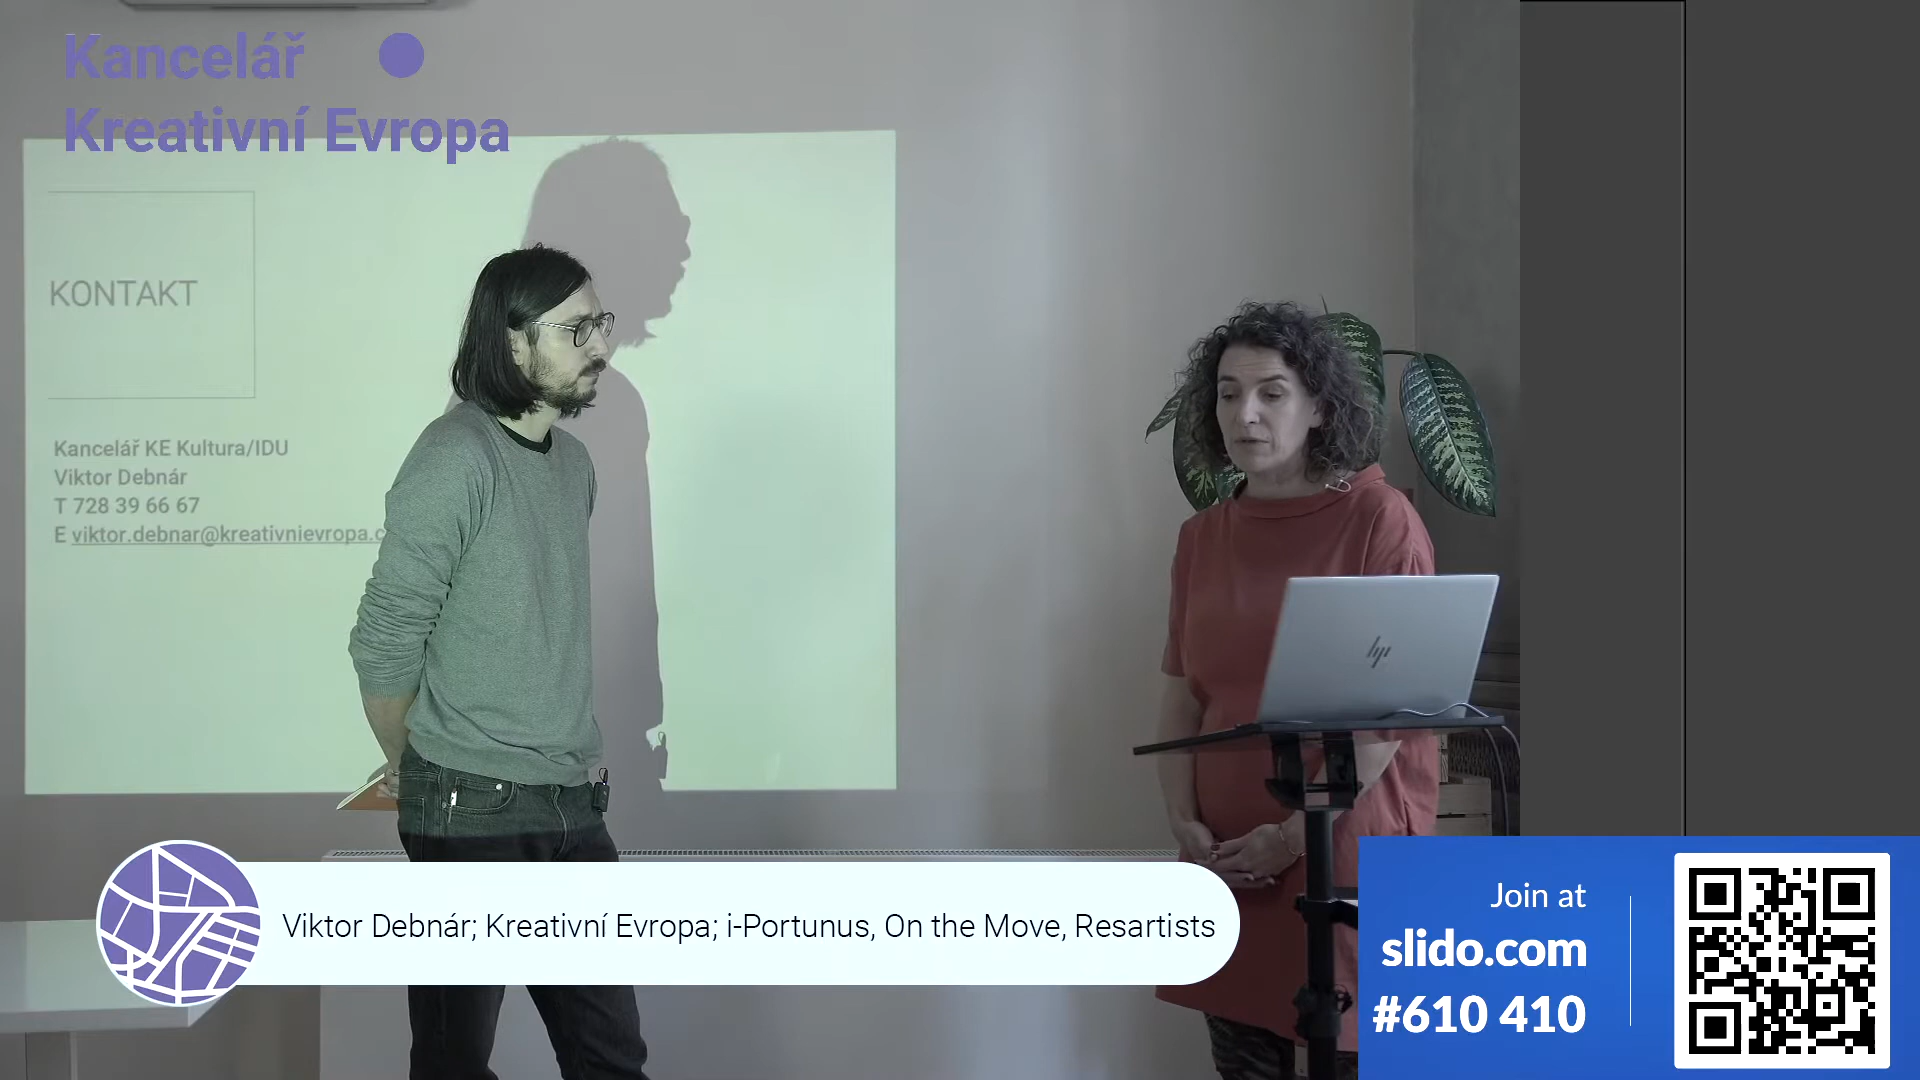 Kancelář
Kreativní Evropa
KONTAKT
Kancelář KE Kultura/IDU
Viktor Debnár
T 728 39 66 67
E viktor.debnar@kreativnievropa.c
hp
Viktor Debnár; Kreativní Evropa; i-Portunus, On the Move, Resartists
Join at
slido.com
#610 410